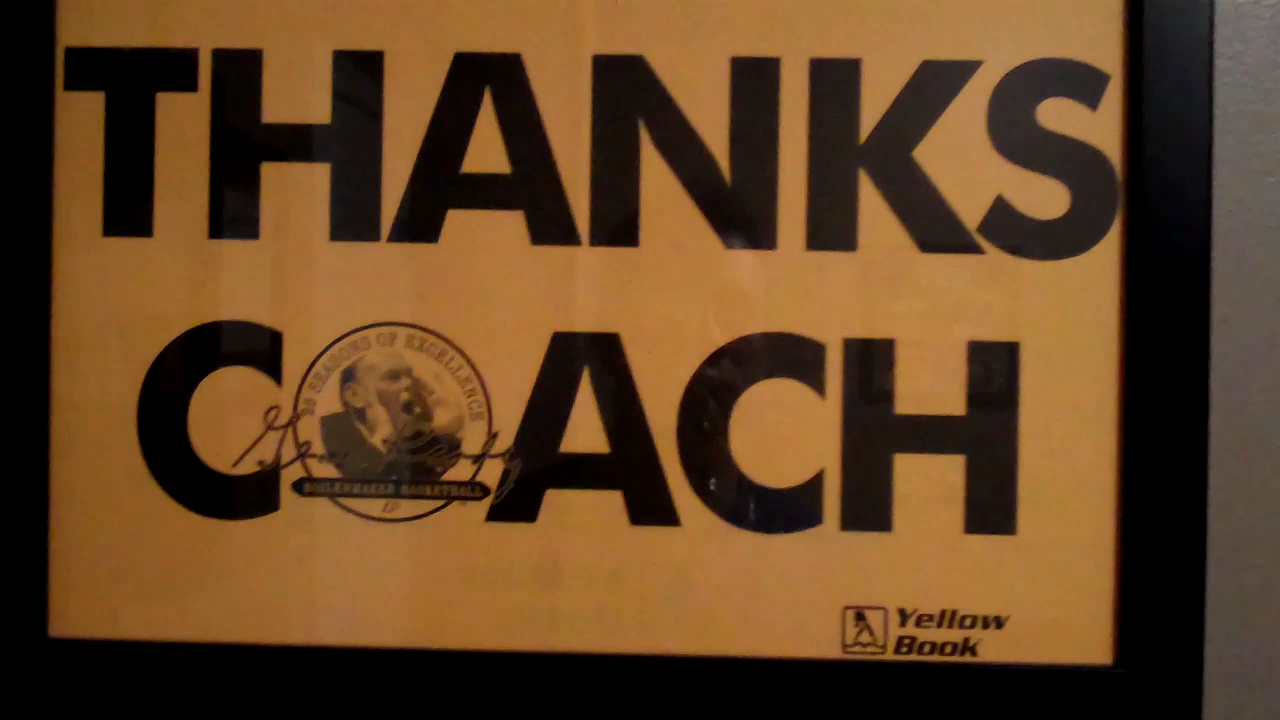 THANKS
COACH
25 SEASONS OF EXCELLENCE
BOILERMAKER BASKETBALL
Yellow
Book